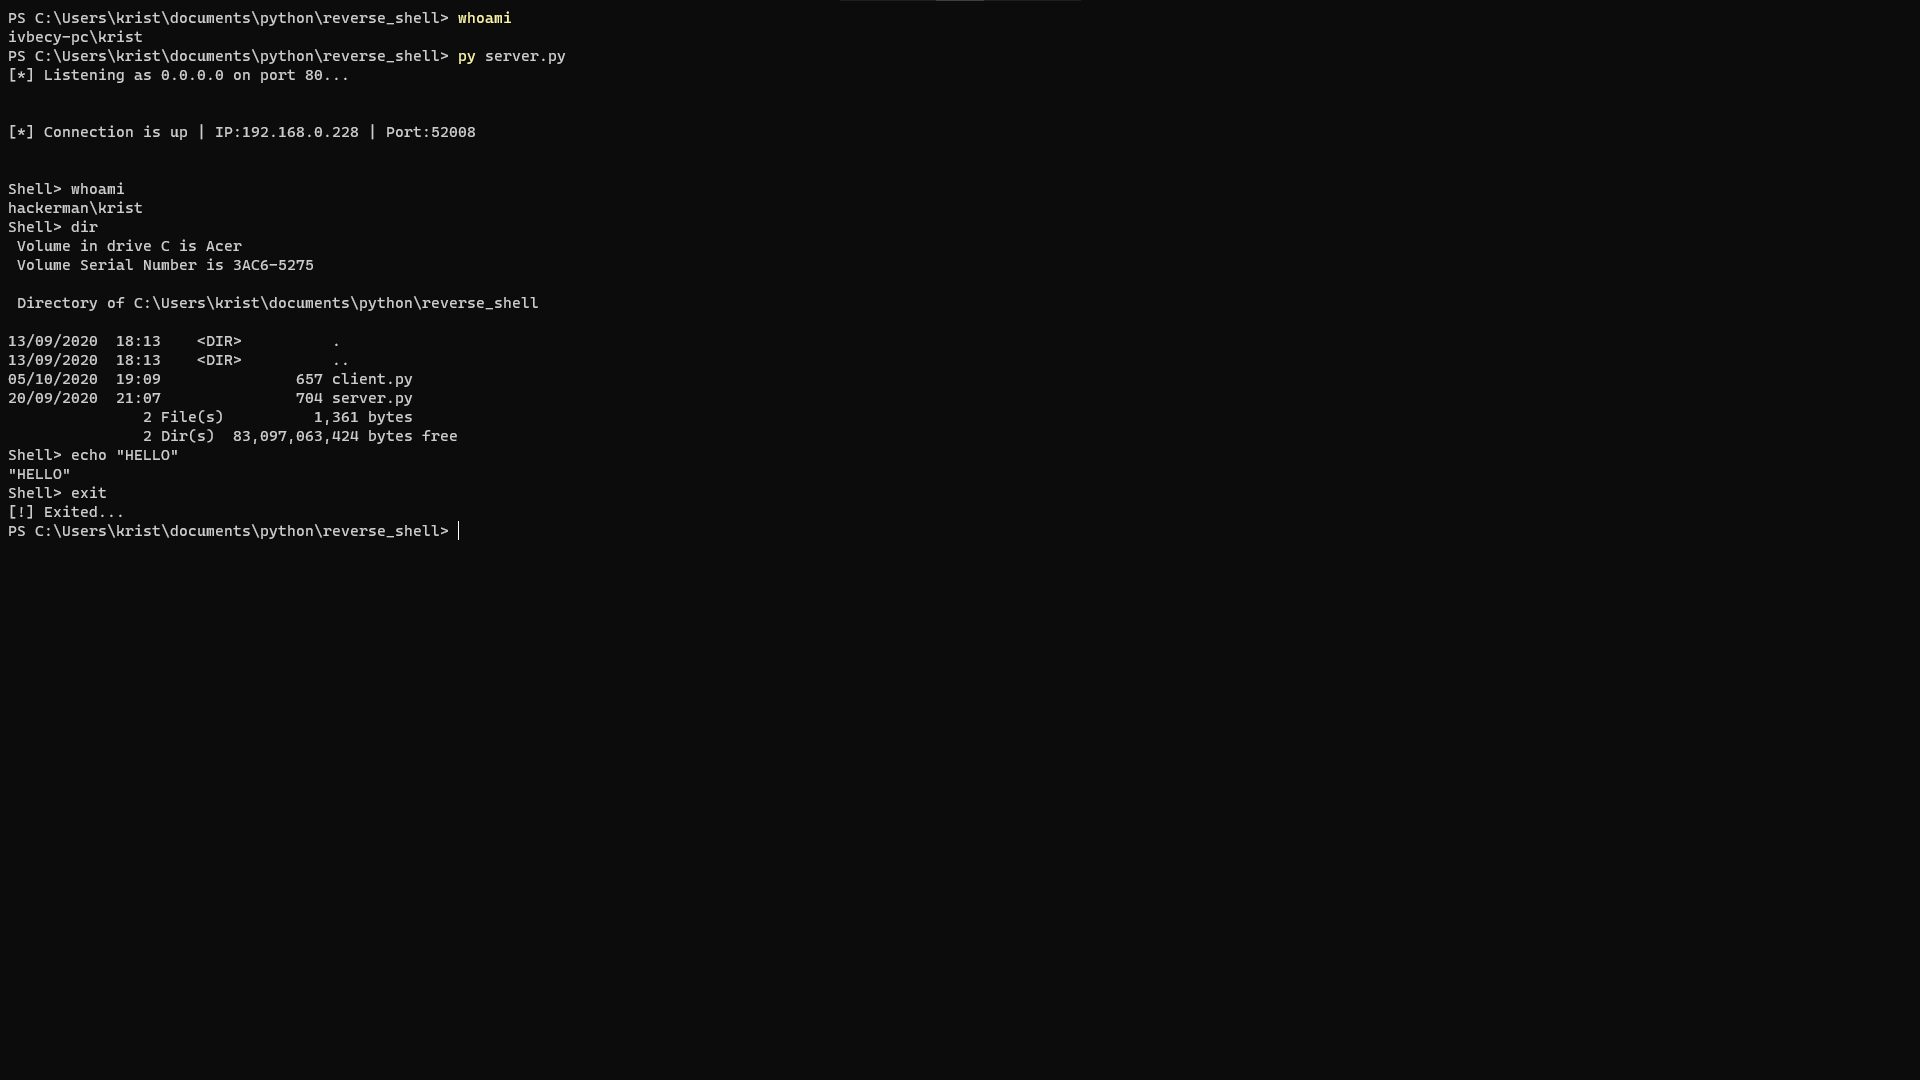 PS C:\Users\krist\documents\python\reverse_shell> whoami
ivbecy-pc\krist
PS C:\Users\krist\documents\python\reverse_shell> py server.py
[*] Listening as 0.0.0.0 on port 80...
[*] Connection is up | IP:192.168.0.228 | Port:52008
Shell> whoami
hackerman\krist
Shell> dir
 Volume in drive C is Acer
 Volume Serial Number is 3AC6-5275
 Directory of C:\Users\krist\documents\python\reverse_shell
13/09/2020  18:13    <DIR>          .
13/09/2020  18:13    <DIR>          ..
05/10/2020  19:09               657 client.py
20/09/2020  21:07               704 server.py
               2 File(s)          1,361 bytes
               2 Dir(s)  83,097,063,424 bytes free
Shell> echo "HELLO"
"HELLO"
Shell> exit
[!] Exited...
PS C:\Users\krist\documents\python\reverse_shell>